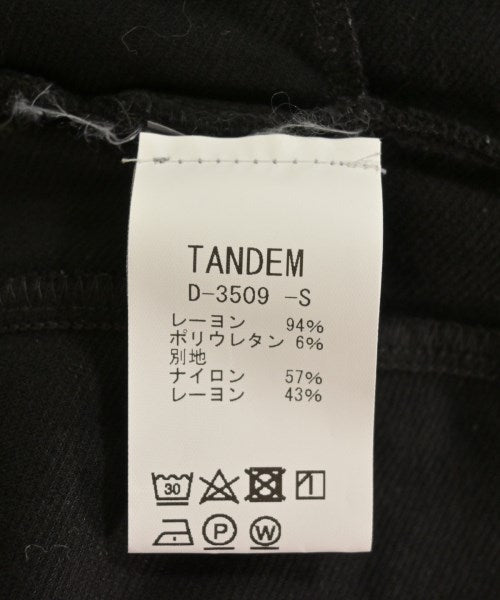 TANDEM
D-3509 -S
レーヨン 94%
ポリウレタン 6%
別地
ナイロン 57%
レーヨン 43%
30
P W